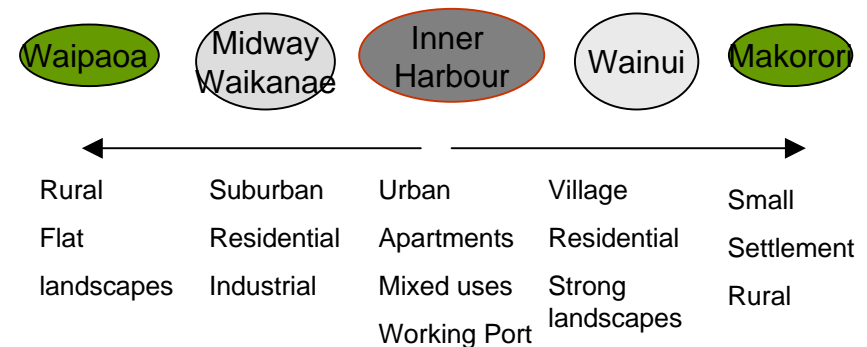 Waipaoa
Midway
Waikanae
Inner
Harbour
Wainui
Makorori
Rural
Flat
landscapes
Suburban
Residential
Industrial
Urban
Apartments
Mixed uses
Working Port
Village
Residential
Strong
landscapes
Small
Settlement
Rural